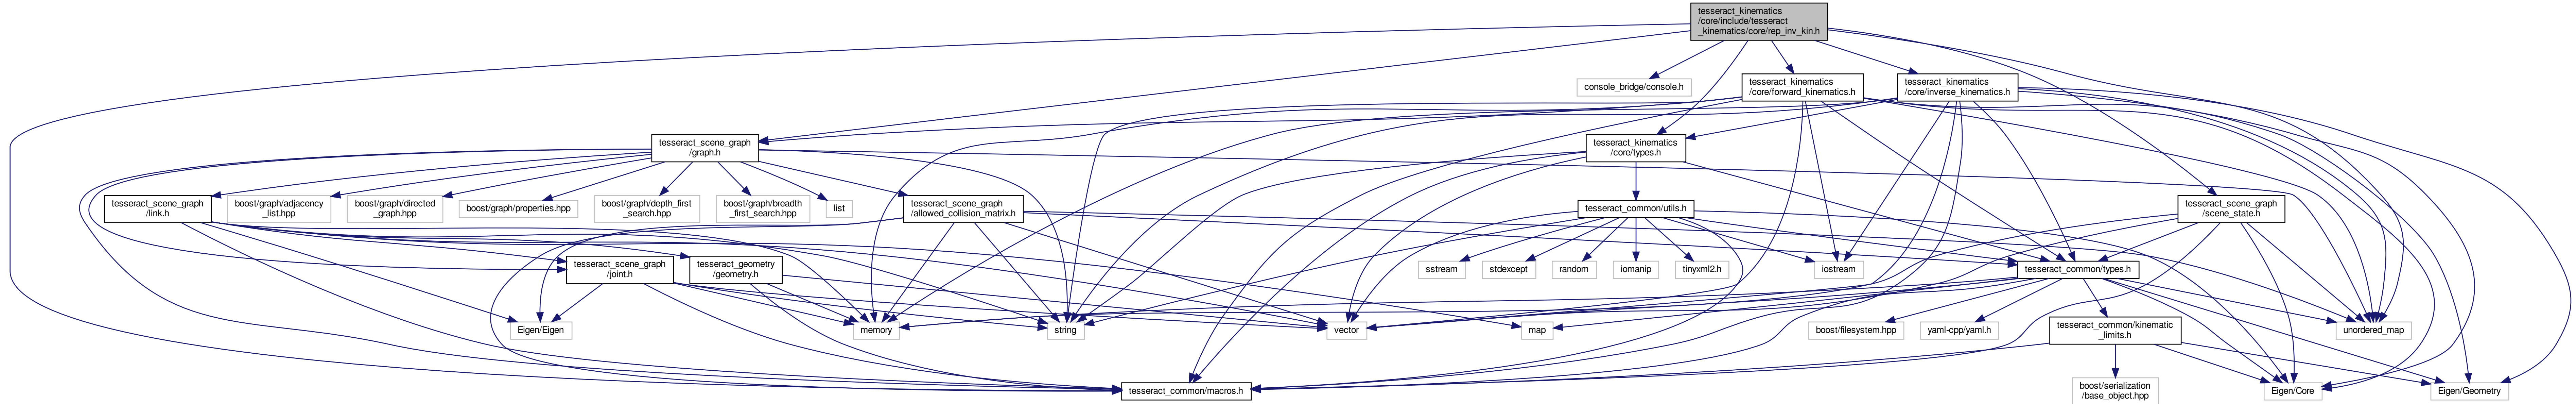 tesseract_kinematics
/core/include/tesseract
_kinematics/core/rep_inv_kin.h
console_bridge/console.h
tesseract_kinematics
/core/forward_kinematics.h
tesseract_kinematics
/core/inverse_kinematics.h
tesseract_scene_graph
/graph.h
tesseract_kinematics
/core/types.h
tesseract_scene_graph
/link.h
boost/graph/adjacency
_list.hpp
boost/graph/directed
_graph.hpp
boost/graph/properties.hpp
boost/graph/depth_first
_search.hpp
boost/graph/breadth
_first_search.hpp
list
tesseract_scene_graph
/allowed_collision_matrix.h
tesseract_common/utils.h
tesseract_scene_graph
/scene_state.h
tesseract_scene_graph
/joint.h
tesseract_geometry
/geometry.h
sstream
stdexcept
random
iomanip
tinyxml2.h
iostream
tesseract_common/types.h
Eigen/Eigen
memory
string
vector
map
boost/filesystem.hpp
yaml-cpp/yaml.h
tesseract_common/kinematic
_limits.h
unordered_map
tesseract_common/macros.h
boost/serialization
/base_object.hpp
Eigen/Core
Eigen/Geometry